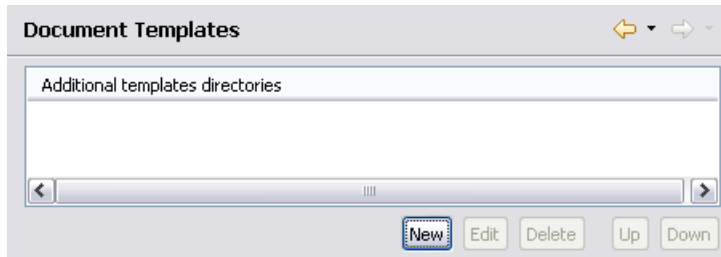 Document Templates
Additional templates directories
New Edit Delete Up Down